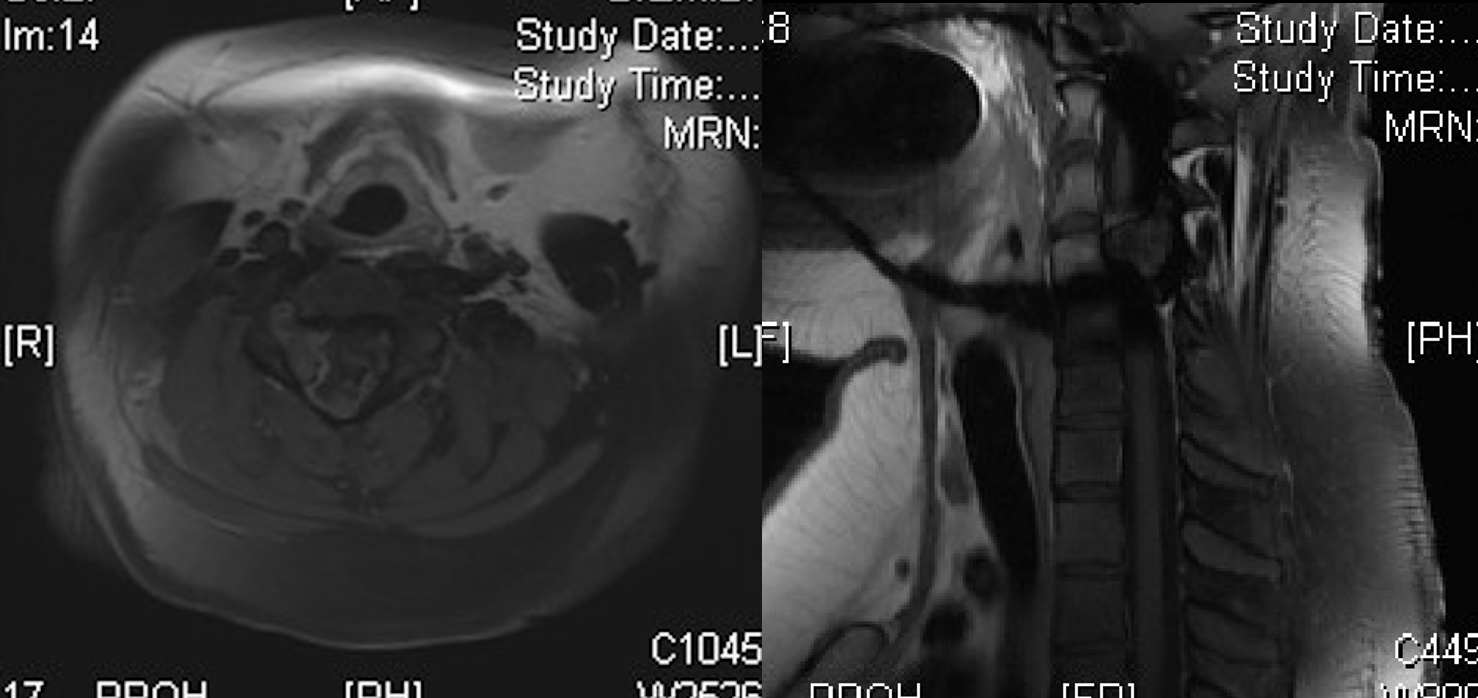 Im:14
Study Date:...
Study Time:...
MRN:
[R]
[L]
C1045
:8
Study Date:...
Study Time:...
MRN:
F]
[PH]
C449